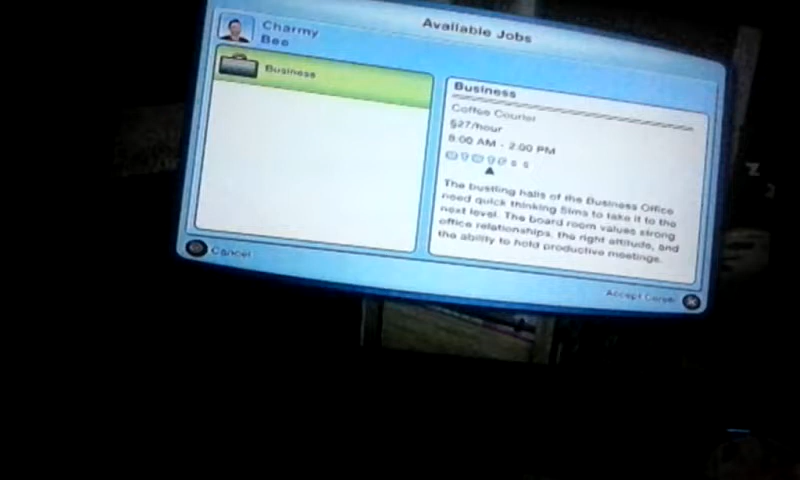 Available Jobs
Charmy
Bee
Business
Business
Coffee Courier
§27/hour
8:00 AM - 2:00 PM
M T W T F S S
The bustling halls of the Business Office
need quick thinking Sims to take it to the
next level. The board room values strong
office relationships, the right attitude, and
the ability to hold productive meetings.
Cancel
Accept Career